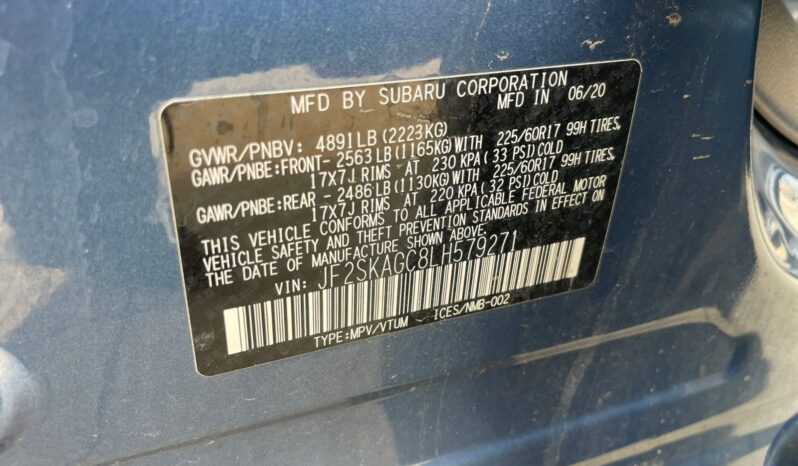 MFD BY SUBARU CORPORATION
MFD IN 06/20
GVWR/PNBV: 4891LB (2223KG)
GAWR/PNBE:FRONT- 2563LB (1165KG) WITH 225/60R17 99H TIRES,
17X7J RIMS AT 230 KPA (33 PSI) COLD
GAWR/PNBE:REAR - 2486LB (1130KG) WITH 225/60R17 99H TIRES,
17X7J RIMS AT 220 KPA (32 PSI) COLD
THIS VEHICLE CONFORMS TO ALL APPLICABLE FEDERAL MOTOR
VEHICLE SAFETY AND THEFT PREVENTION STANDARDS IN EFFECT ON
THE DATE OF MANUFACTURE SHOWN ABOVE.
VIN: JF2SKAGC8LH579271
TYPE:MPV/VTUM ICES/NMB-002